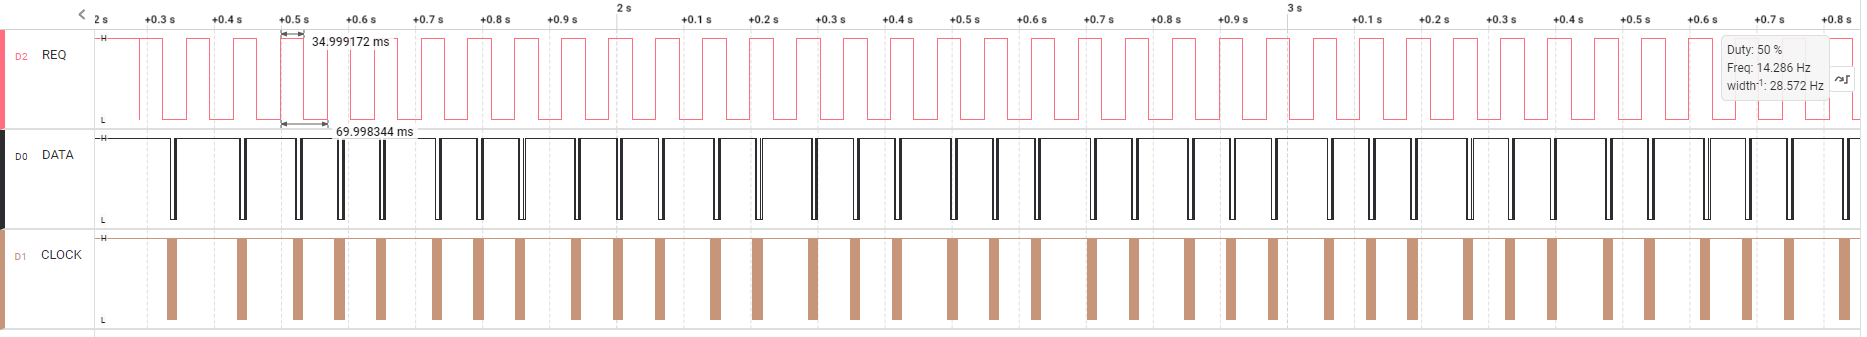 2 s
3 s
2 s
+0.3 s
+0.4 s
+0.5 s
+0.6 s
+0.7 s
+0.8 s
+0.9 s
+0.1 s
+0.2 s
+0.3 s
+0.4 s
+0.5 s
+0.6 s
+0.7 s
+0.8 s
+0.9 s
+0.1 s
+0.2 s
+0.3 s
+0.4 s
+0.5 s
+0.6 s
+0.7 s
+0.8 s
D2
REQ
H
L
34.999172 ms
69.998344 ms
Duty: 50 %
Freq: 14.286 Hz
width-1: 28.572 Hz
D0
DATA
H
L
D1
CLOCK
H
L